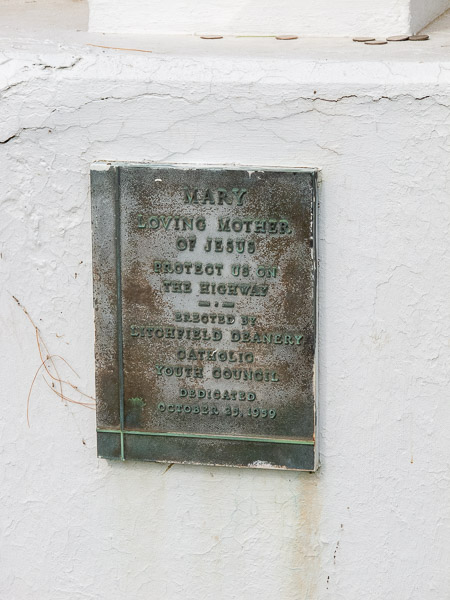 MARY
LOVING MOTHER
OF JESUS
PROTECT US ON
THE HIGHWAY
ERECTED BY
LITCHFIELD DEANERY
CATHOLIC
YOUTH COUNCIL
DEDICATED
OCTOBER 25, 1959